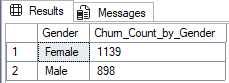 Results Messages
Gender Churn_Count_by_Gender
1 Female 1139
2 Male 898